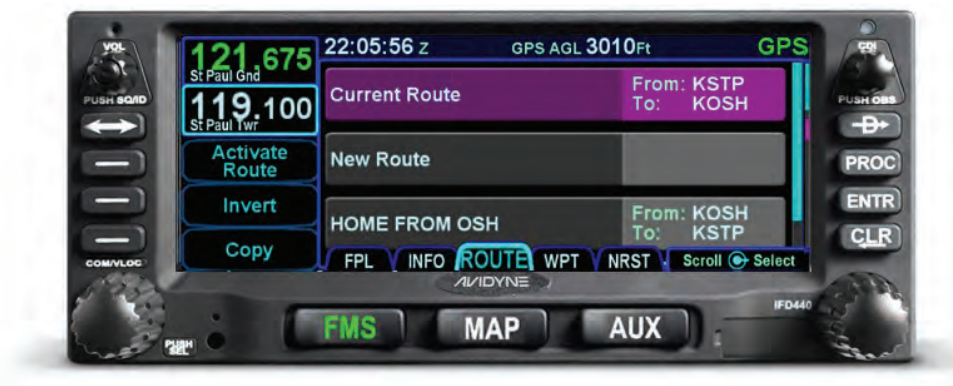 VOL
PUSH SQ/ID
COM/VLOC
PUSH
SEL
121.675
St Paul Gnd
119.100
St Paul Twr
Activate
Route
Invert
Copy
22:05:56 Z GPS AGL 3010Ft GPS
Current Route From: KSTP
To: KOSH
New Route
HOME FROM OSH From: KOSH
To: KSTP
FPL INFO ROUTE WPT NRST Scroll Select
AVIDYNE
FMS MAP AUX
CDI
PUSH OBS
D
PROC
ENTR
CLR
IFD440